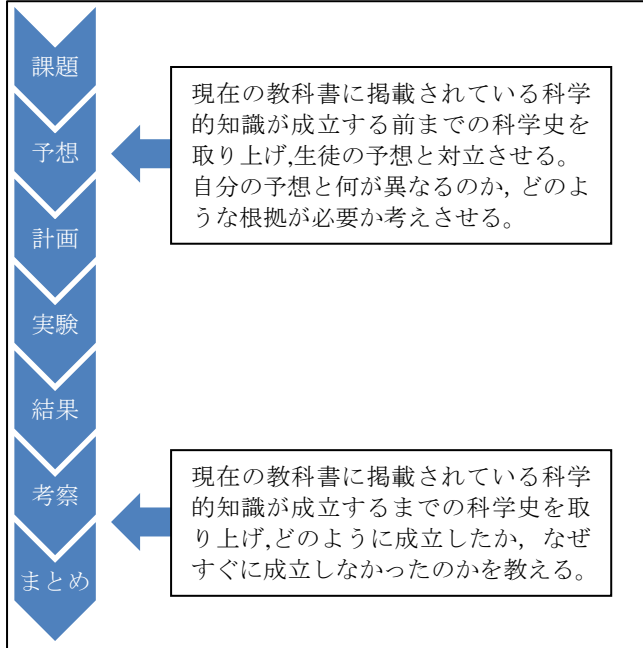 課題
予想
計画
実験
結果
考察
まとめ
現在の教科書に掲載されている科学
的知識が成立する前までの科学史を
取り上げ,生徒の予想と対立させる。
自分の予想と何が異なるのか, どのよ
うな根拠が必要か考えさせる。
現在の教科書に掲載されている科学
的知識が成立するまでの科学史を取
り上げ,どのように成立したか, なぜ
すぐに成立しなかったのかを教える。